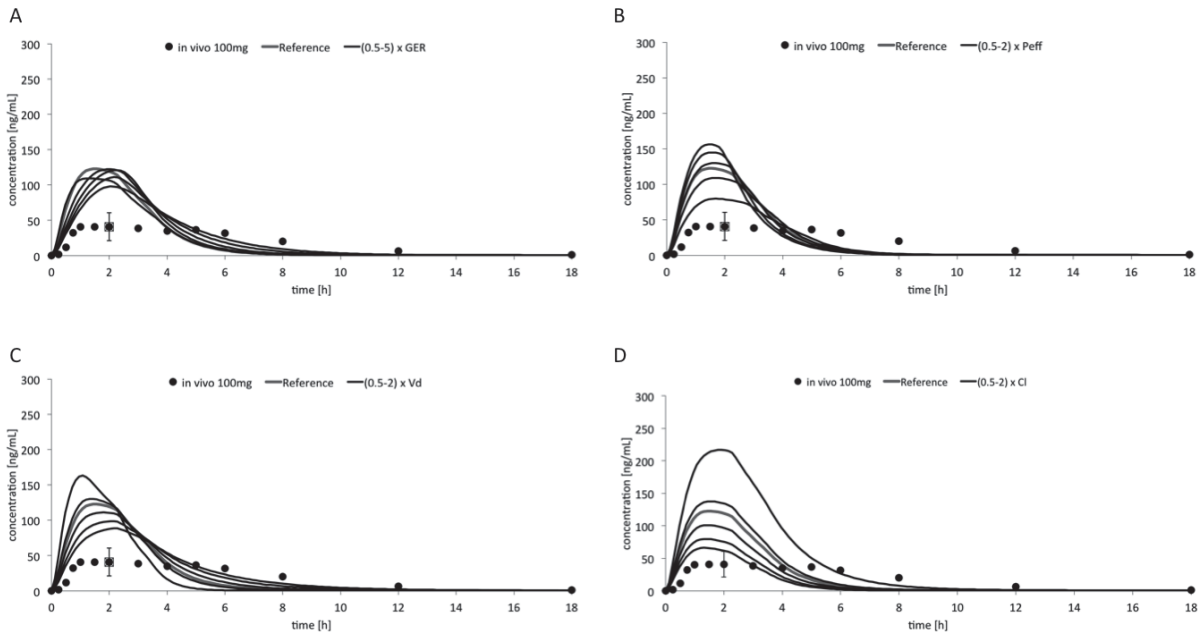 A
in vivo 100mg Reference (0.5-5) x GER
concentration [ng/mL]
300
250
200
150
100
50
0
0 2 4 6 8 10 12 14 16 18
time [h]
B
in vivo 100mg Reference (0.5-2) x Peff
concentration [ng/mL]
300
250
200
150
100
50
0
0 2 4 6 8 10 12 14 16 18
time [h]
C
in vivo 100mg Reference (0.5-2) x Vd
concentration [ng/mL]
300
250
200
150
100
50
0
0 2 4 6 8 10 12 14 16 18
time [h]
D
in vivo 100mg Reference (0.5-2) x Cl
concentration [ng/mL]
300
250
200
150
100
50
0
0 2 4 6 8 10 12 14 16 18
time [h]